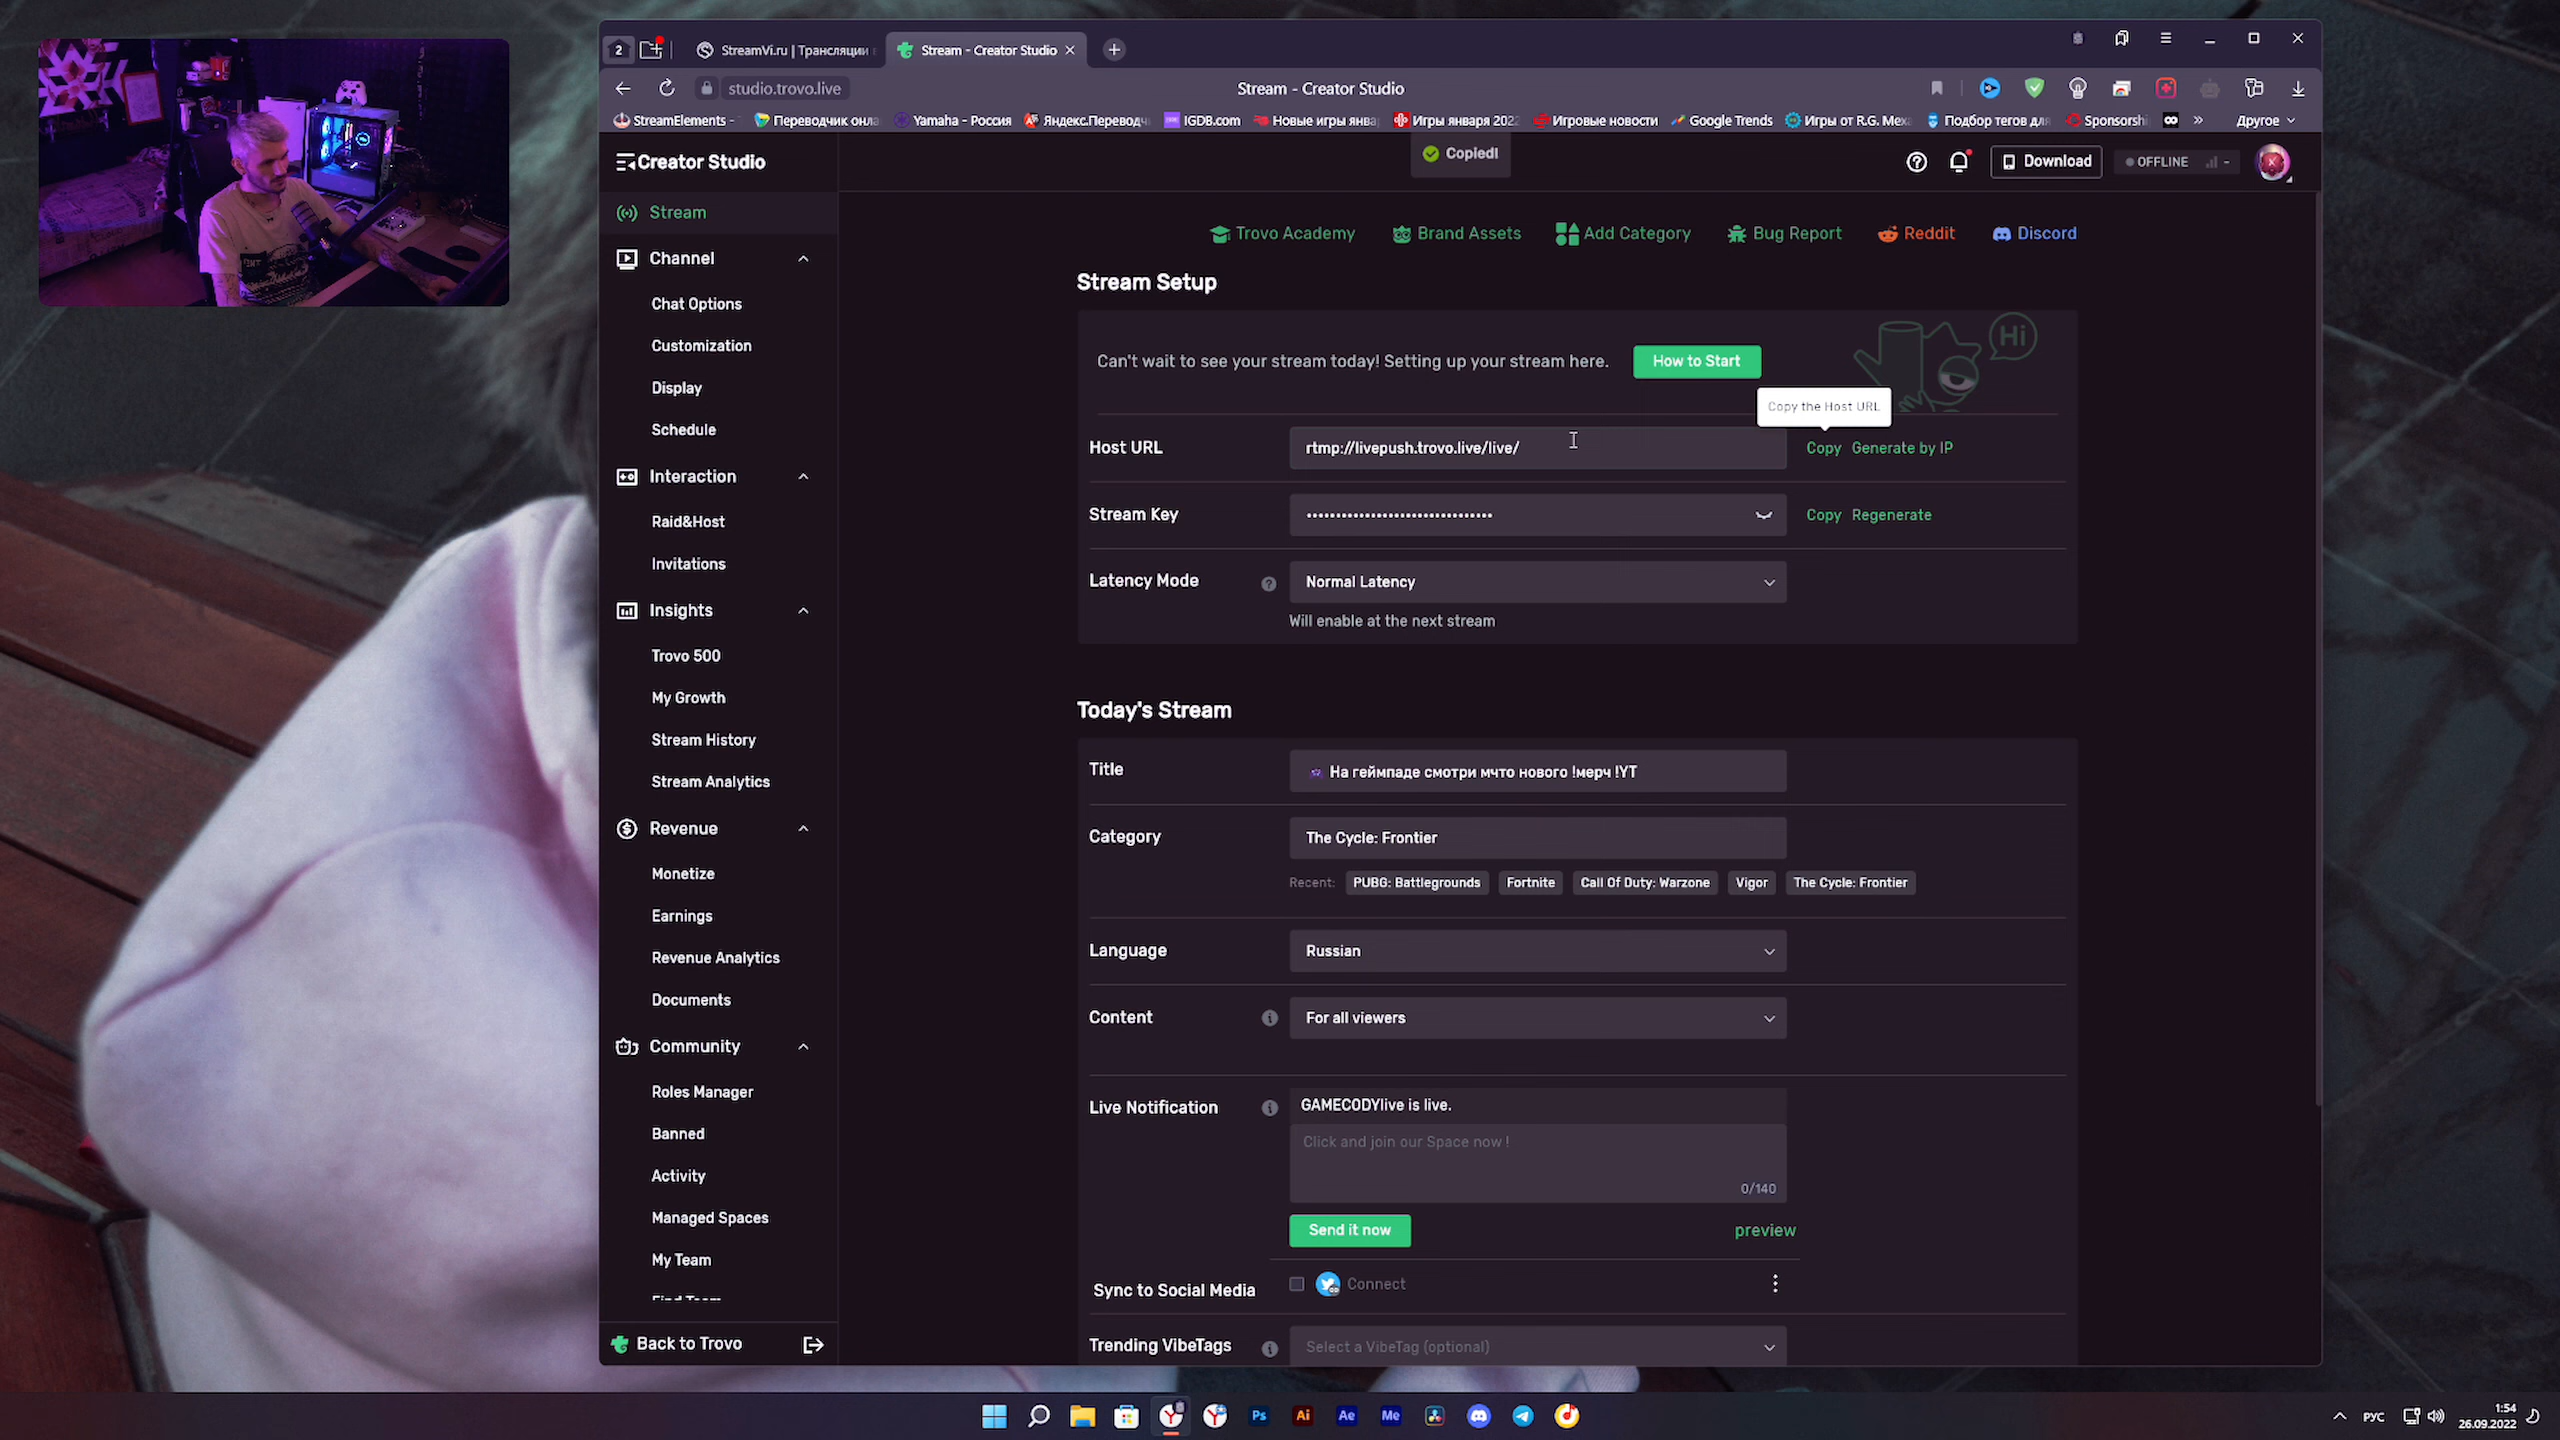 2
StreamVi.ru | Трансляции в
Stream - Creator Studio
studio.trovo.live
Stream - Creator Studio
StreamElements -
Переводчик онла
Yamaha - Россия
Яндекс.Переводч
IGDB.com
Новые игры янва
Игры января 2022
Игровые новости
Google Trends
Игры от R.G. Меха
Подбор тегов для
Sponsorshi
»
Другое
Creator Studio
Copied!
Download
OFFLINE
-
Stream
Channel
Chat Options
Customization
Display
Schedule
Interaction
Raid&Host
Invitations
Insights
Trovo 500
My Growth
Stream History
Stream Analytics
Revenue
Monetize
Earnings
Revenue Analytics
Documents
Community
Roles Manager
Banned
Activity
Managed Spaces
My Team
Find Team
Back to Trovo
Trovo Academy
Brand Assets
Add Category
Bug Report
Reddit
Discord
Stream Setup
Can't wait to see your stream today! Setting up your stream here.
How to Start
Hi
Copy the Host URL
Host URL
rtmp://livepush.trovo.live/live/
Copy
Generate by IP
Stream Key
••••••••••••••••••••••••••••••••
Copy
Regenerate
Latency Mode
Normal Latency
Will enable at the next stream
Today's Stream
Title
На геймпаде смотри мчто нового !мерч !YT
Category
The Cycle: Frontier
Recent:
PUBG: Battlegrounds
Fortnite
Call Of Duty: Warzone
Vigor
The Cycle: Frontier
Language
Russian
Content
For all viewers
Live Notification
GAMECODYlive is live.
Click and join our Space now !
0/140
Send it now
preview
Sync to Social Media
Connect
Trending VibeTags
Select a VibeTag (optional)
Ps
Ai
Ae
Me
РУС
1:54
26.09.2022